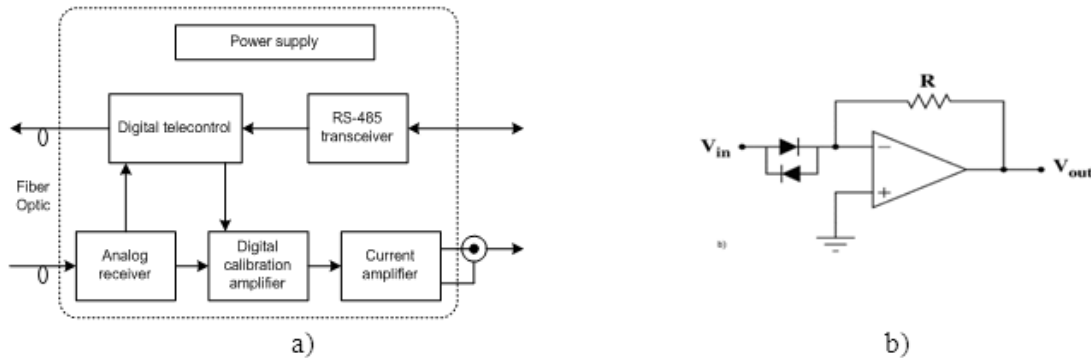 Power supply
Digital telecontrol
RS-485
transceiver
Fiber
Optic
Analog
receiver
Digital
calibration
amplifier
Current
amplifier
a)
R
Vin
−
+
Vout
b)
b)